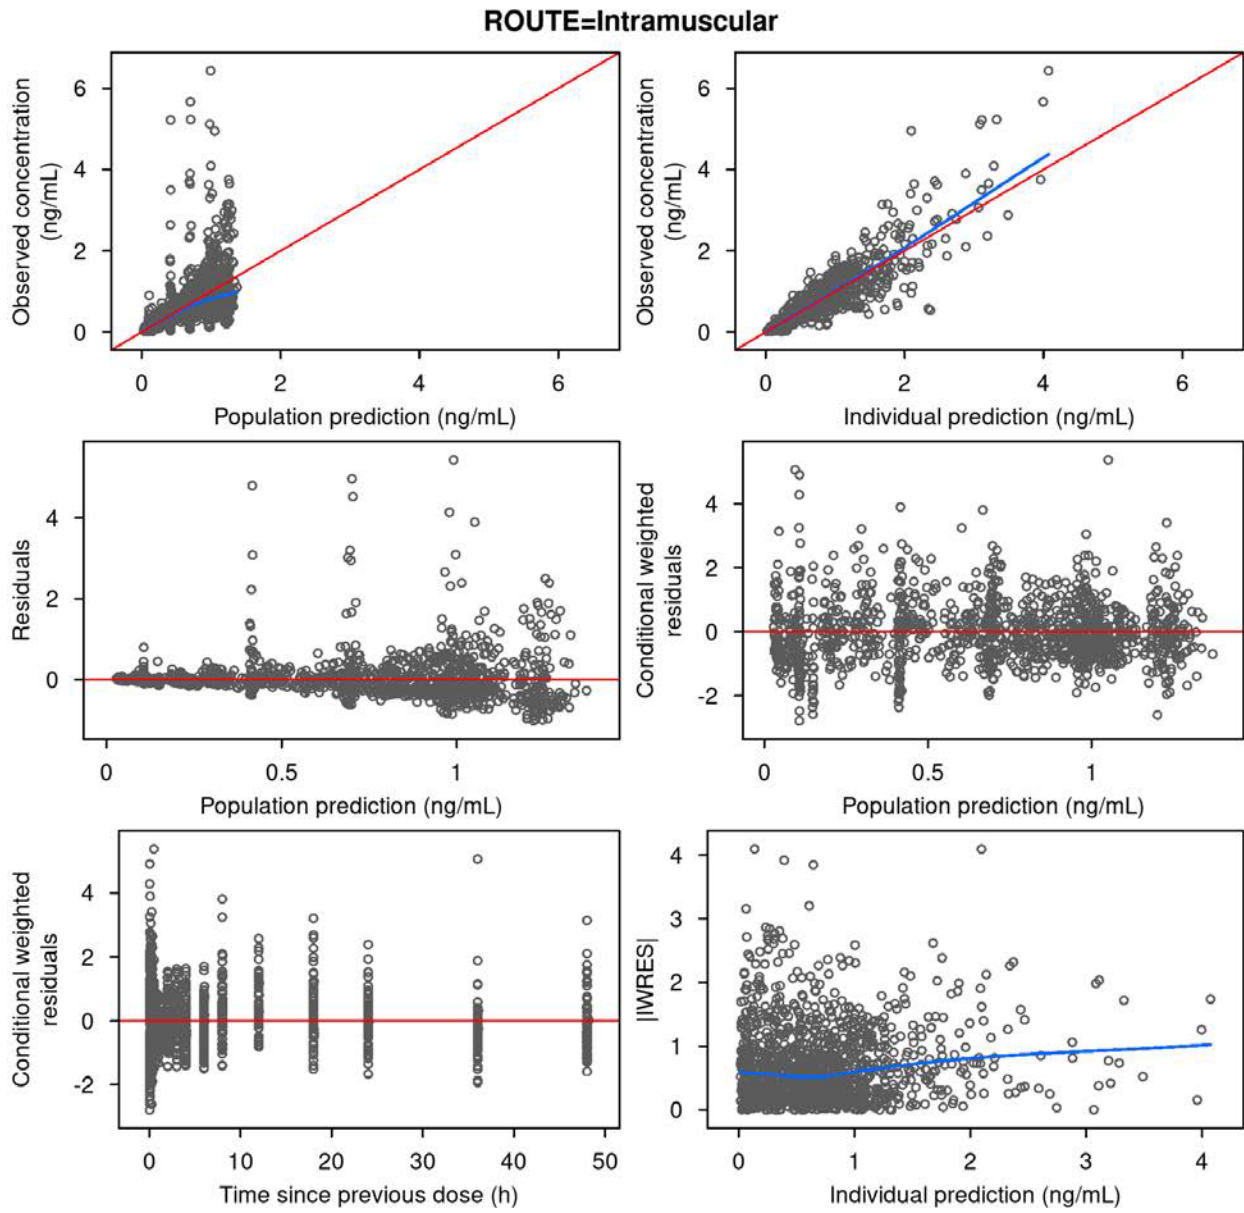 ROUTE=Intramuscular
Observed concentration
(ng/mL)
6
4
2
0
0 2 4 6
Population prediction (ng/mL)
Observed concentration
(ng/mL)
6
4
2
0
0 2 4 6
Individual prediction (ng/mL)
Residuals
4
2
0
0 0.5 1
Population prediction (ng/mL)
Conditional weighted
residuals
4
2
0
-2
0 0.5 1
Population prediction (ng/mL)
Conditional weighted
residuals
4
2
0
-2
0 10 20 30 40 50
Time since previous dose (h)
|IWRES|
4
3
2
1
0
0 1 2 3 4
Individual prediction (ng/mL)